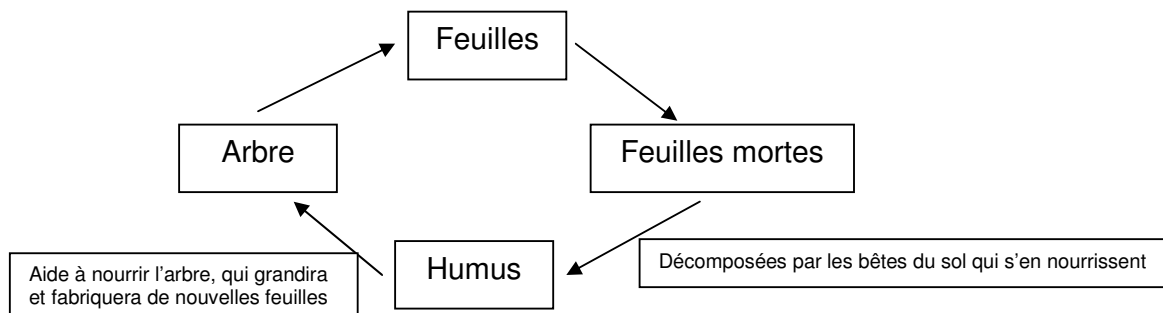 Feuilles
Arbre
Feuilles mortes
Humus
Aide à nourrir l'arbre, qui grandira
et fabriquera de nouvelles feuilles
Décomposées par les bêtes du sol qui s'en nourrissent